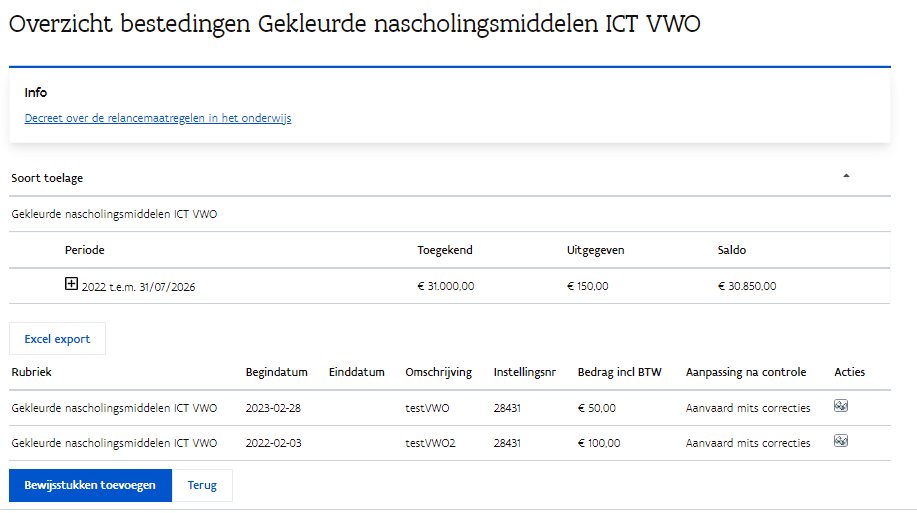 Overzicht bestedingen Gekleurde nascholingsmiddelen ICT VWO
Info
Decreet over de relancemaatregelen in het onderwijs
Soort toelage
Gekleurde nascholingsmiddelen ICT VWO
Periode Toegekend Uitgegeven Saldo
2022 t.e.m. 31/07/2026 € 31.000,00 € 150,00 € 30.850,00
Excel export
Rubriek Begindatum Einddatum Omschrijving Instellingsnr Bedrag incl BTW Aanpassing na controle Acties
Gekleurde nascholingsmiddelen ICT VWO 2023-02-28 testVWO 28431 € 50,00 Aanvaard mits correcties
Gekleurde nascholingsmiddelen ICT VWO 2022-02-03 testVWO2 28431 € 100,00 Aanvaard mits correcties
Bewijsstukken toevoegen Terug